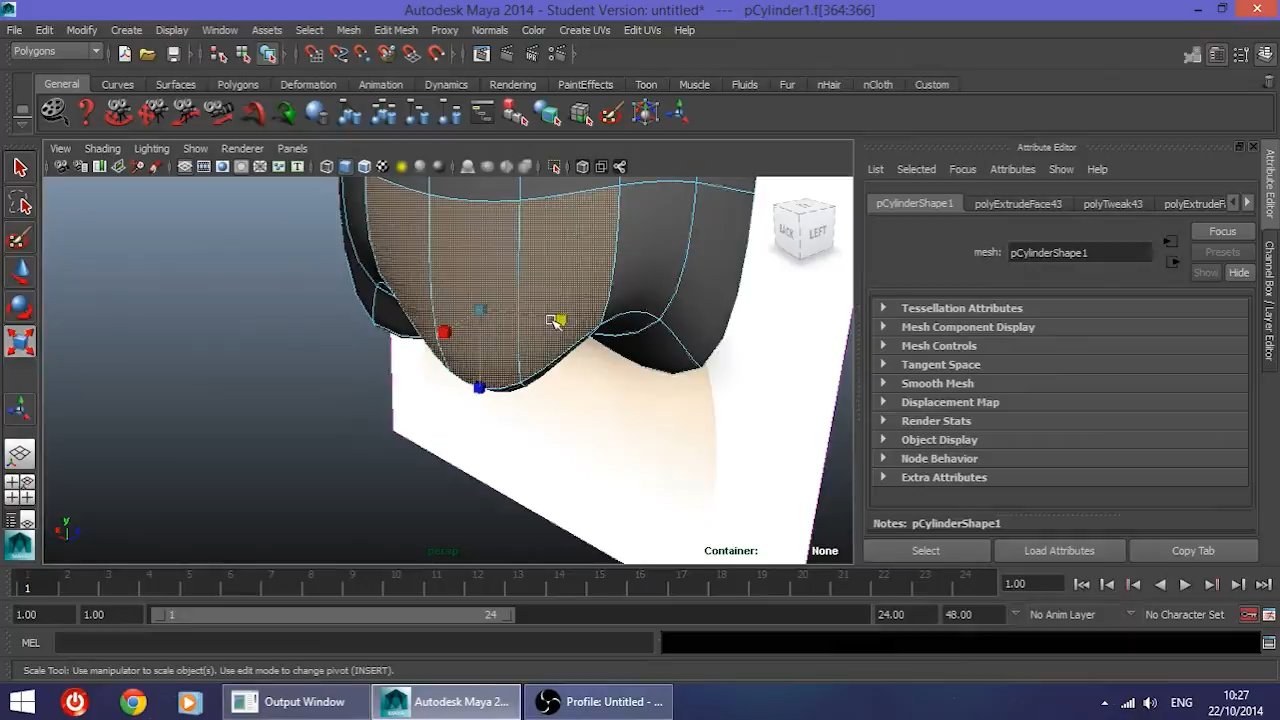 Autodesk Maya 2014 - Student Version: untitled* --- pCylinder1.f[364:366]
File Edit Modify Create Display Window Assets Select Mesh Edit Mesh Proxy Normals Color Create UVs Edit UVs Help
Polygons
General Curves Surfaces Polygons Deformation Animation Dynamics Rendering PaintEffects Toon Muscle Fluids Fur nHair nCloth Custom
View Shading Lighting Show Renderer Panels
Attribute Editor
List Selected Focus Attributes Show Help
pCylinderShape1 polyExtrudeFace43 polyTweak43 polyExtrudeF
Focus
mesh: pCylinderShape1
Presets
Show Hide
Tessellation Attributes
Mesh Component Display
Mesh Controls
Tangent Space
Smooth Mesh
Displacement Map
Render Stats
Object Display
Node Behavior
Extra Attributes
Notes: pCylinderShape1
Select Load Attributes Copy Tab
Attribute Editor
Channel Box / Layer Editor
BACK LEFT
y
persp
Container: None
1 2 3 4 5 6 7 8 9 10 11 12 13 14 15 16 17 18 19 20 21 22 23 24
1
1.00
1.00 1.00 1 24 24.00 48.00 No Anim Layer No Character Set
MEL
Scale Tool: Use manipulator to scale object(s). Use edit mode to change pivot (INSERT).
Output Window Autodesk Maya 2... Profile: Untitled - ...
ENG
10:27
22/10/2014